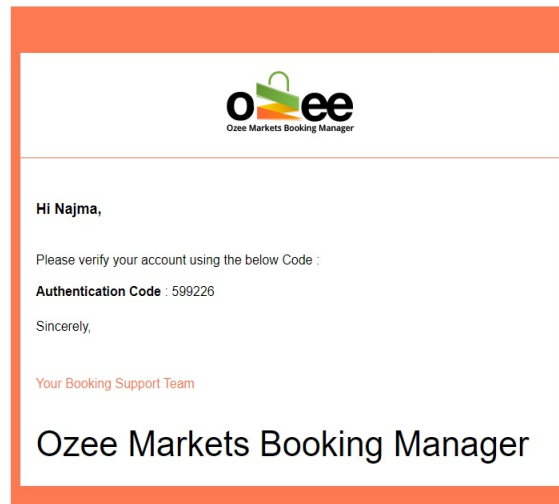 ozee
Ozee Markets Booking Manager
Hi Najma,
Please verify your account using the below Code :
Authentication Code : 599226
Sincerely,
Your Booking Support Team
Ozee Markets Booking Manager